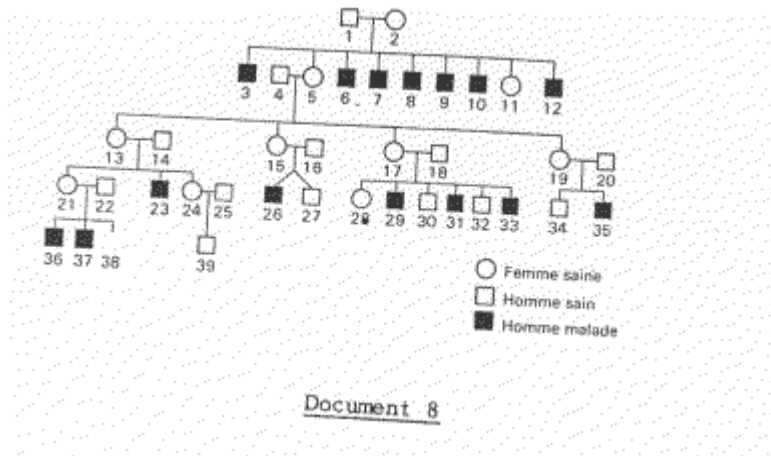 1 2
3 4 5 6 7 8 9 10 11 12
13 14 15 16 17 18 19 20
21 22 23 24 25 26 27 28 29 30 31 32 33 34 35
36 37 38 39
Femme saine
Homme sain
Homme malade
Document 8